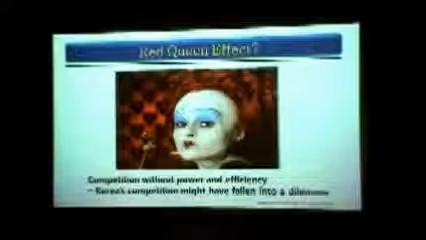 Red Queen Effect?
Competition without power and efficiency
– Korea's competition might have fallen into a dilemma